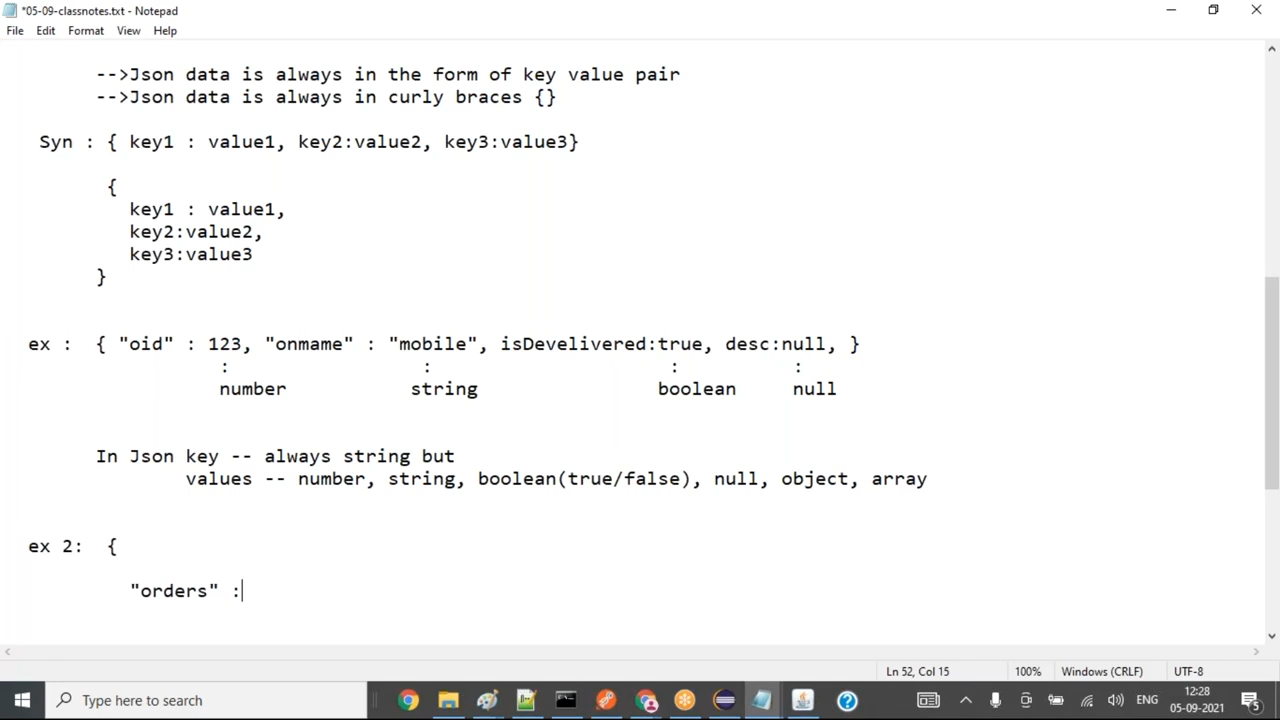 *05-09-classnotes.txt - Notepad
File Edit Format View Help
-->Json data is always in the form of key value pair
-->Json data is always in curly braces {}
Syn : { key1 : value1, key2:value2, key3:value3}
{
key1 : value1,
key2:value2,
key3:value3
}
ex : { "oid" : 123, "onmame" : "mobile", isDevelivered:true, desc:null, }
: : : :
number string boolean null
In Json key -- always string but
values -- number, string, boolean(true/false), null, object, array
ex 2: {
"orders" :
Ln 52, Col 15 100% Windows (CRLF) UTF-8
Type here to search
ENG
12:28
05-09-2021
5